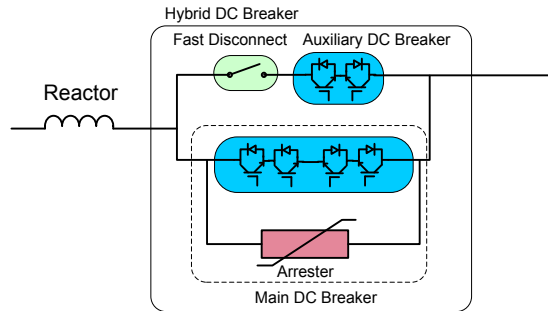 Hybrid DC Breaker
Fast Disconnect
Auxiliary DC Breaker
Reactor
Arrester
Main DC Breaker